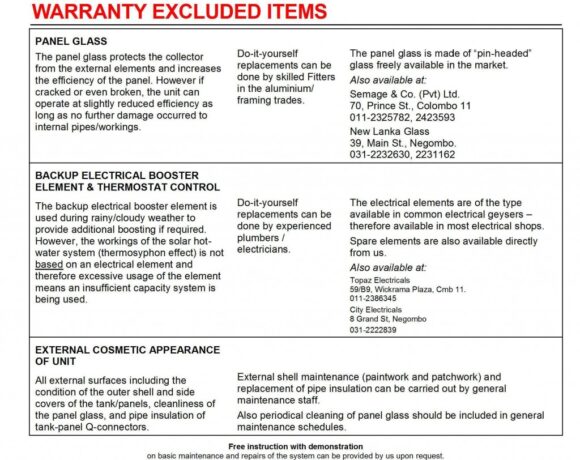 WARRANTY EXCLUDED ITEMS
PANEL GLASS
The panel glass protects the collector
from the external elements and increases
the efficiency of the panel. However if
cracked or even broken, the unit can
operate at slightly reduced efficiency as
long as no further damage occurred to
internal pipes/workings.
Do-it-yourself
replacements can be
done by skilled Fitters
in the aluminium/
framing trades.
The panel glass is made of “pin-headed”
glass freely available in the market.
Also available at:
Semage & Co. (Pvt) Ltd.
70, Prince St., Colombo 11
011-2325782, 2423593
New Lanka Glass
39, Main St., Negombo.
031-2232630, 2231162
BACKUP ELECTRICAL BOOSTER
ELEMENT & THERMOSTAT CONTROL
The backup electrical booster element is
used during rainy/cloudy weather to
provide additional boosting if required.
However, the workings of the solar hot-
water system (thermosyphon effect) is not
based on an electrical element and
therefore excessive usage of the element
means an insufficient capacity system is
being used.
Do-it-yourself
replacements can be
done by experienced
plumbers /
electricians.
The electrical elements are of the type
available in common electrical geysers –
therefore available in most electrical shops.
Spare elements are also available directly
from us.
Also available at:
Topaz Electricals
59/B9, Wickrama Plaza, Cmb 11.
011-2386345
City Electricals
8 Grand St, Negombo
031-2222839
EXTERNAL COSMETIC APPEARANCE
OF UNIT
All external surfaces including the
condition of the outer shell and side
covers of the tank/panels, cleanliness of
the panel glass, and pipe insulation of
tank-panel Q-connectors.
External shell maintenance (paintwork and patchwork) and
replacement of pipe insulation can be carried out by general
maintenance staff.
Also periodical cleaning of panel glass should be included in general
maintenance schedules.
Free instruction with demonstration
on basic maintenance and repairs of the system can be provided by us upon request.